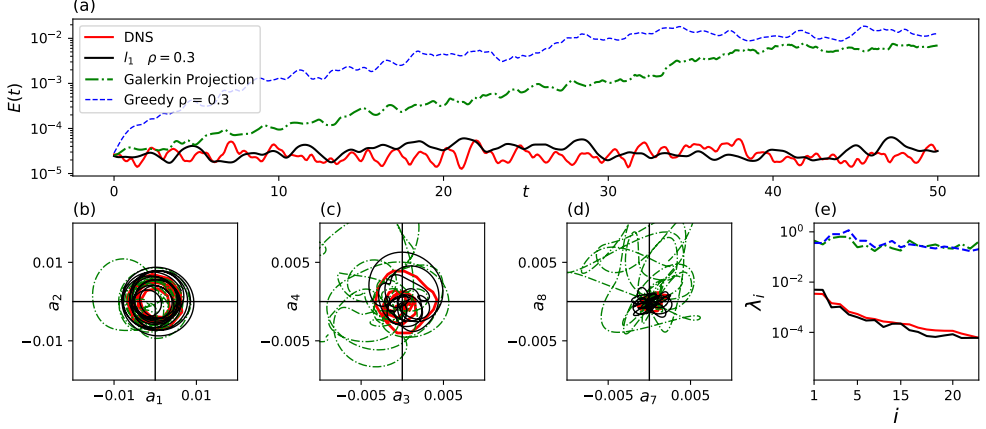 (a)
E(t)
10⁻²
10⁻³
10⁻⁴
10⁻⁵
DNS
l₁ ρ = 0.3
Galerkin Projection
Greedy ρ = 0.3
0 10 20 t 30 40 50
(b) (c) (d) (e)
a₂
0.01
−0.01
−0.01 a₁ 0.01
a₄
0.005
−0.005
−0.005 a₃ 0.005
a₈
0.005
−0.005
−0.005 a₇ 0.005
λᵢ
10⁰
10⁻²
10⁻⁴
1 5 15 20
i